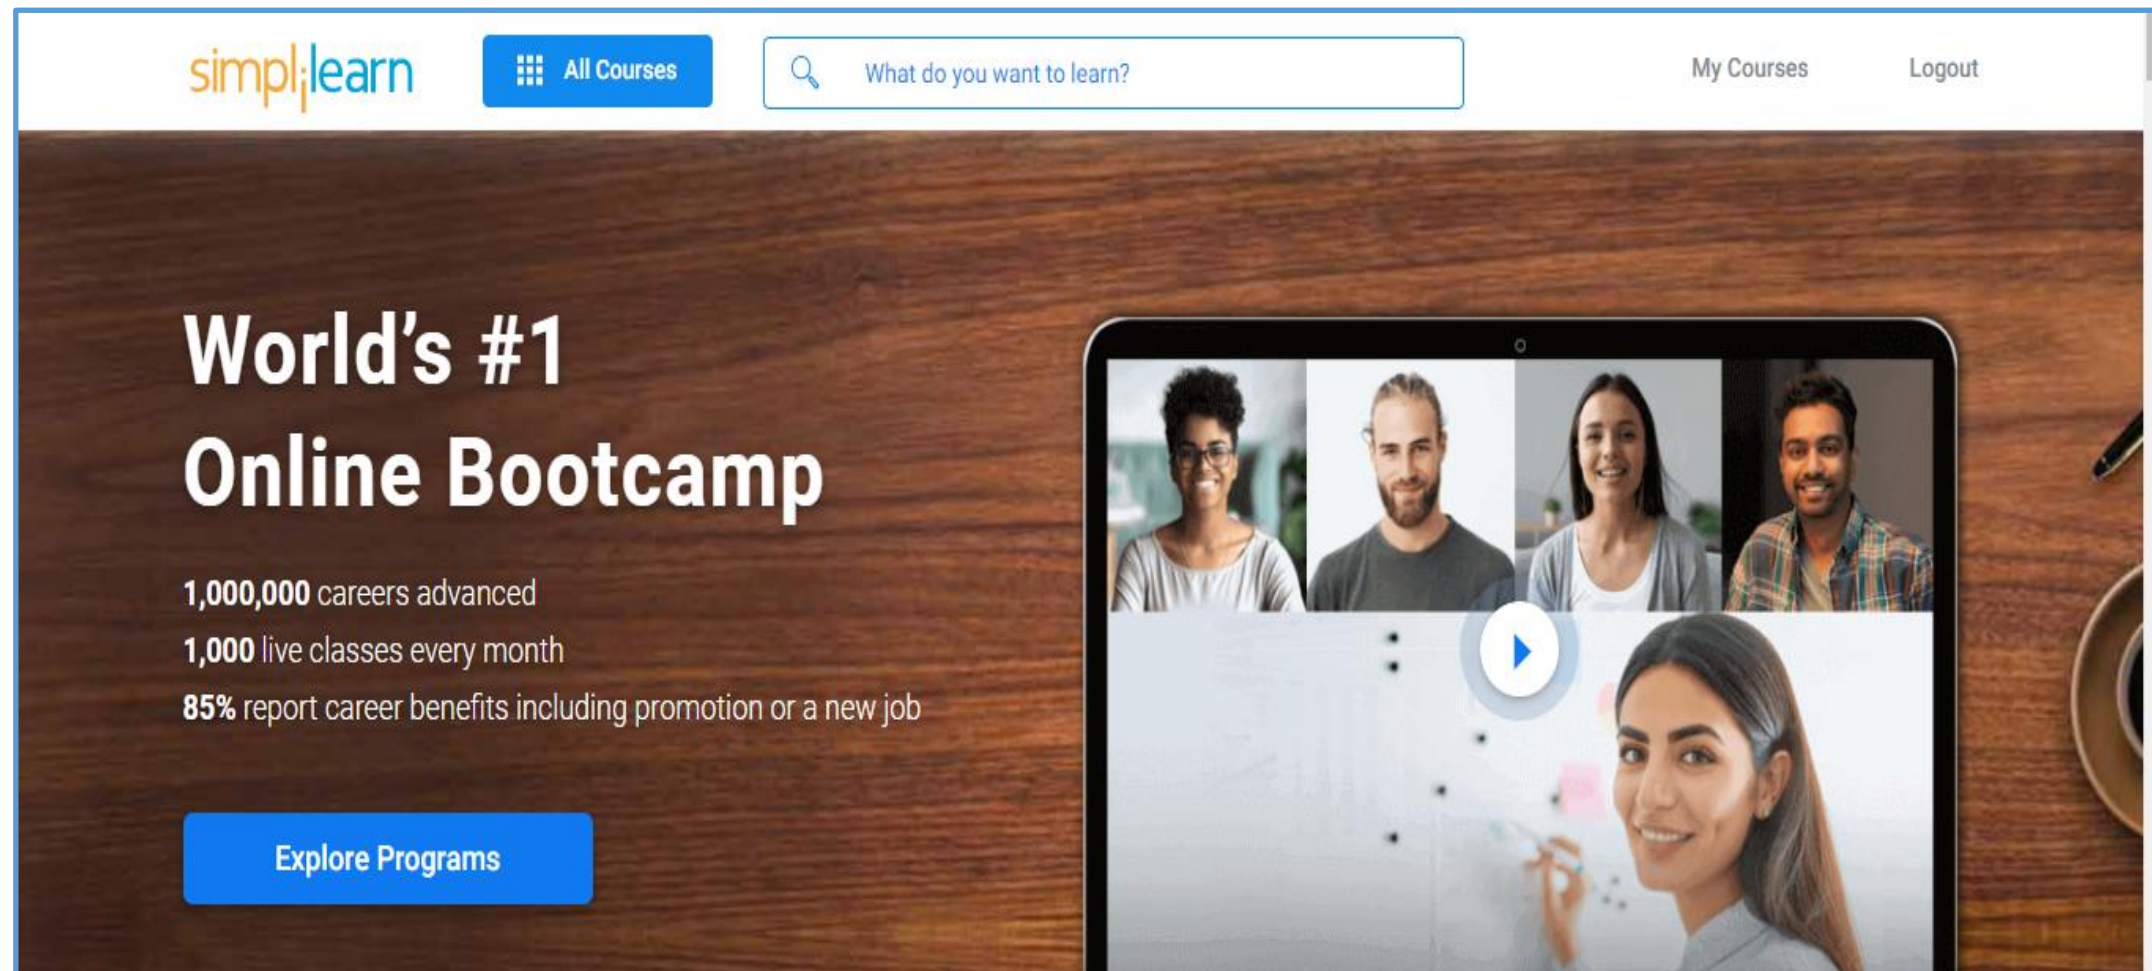 simplilearn
All Courses
What do you want to learn?
My Courses
Logout
World's #1
Online Bootcamp
1,000,000 careers advanced
1,000 live classes every month
85% report career benefits including promotion or a new job
Explore Programs